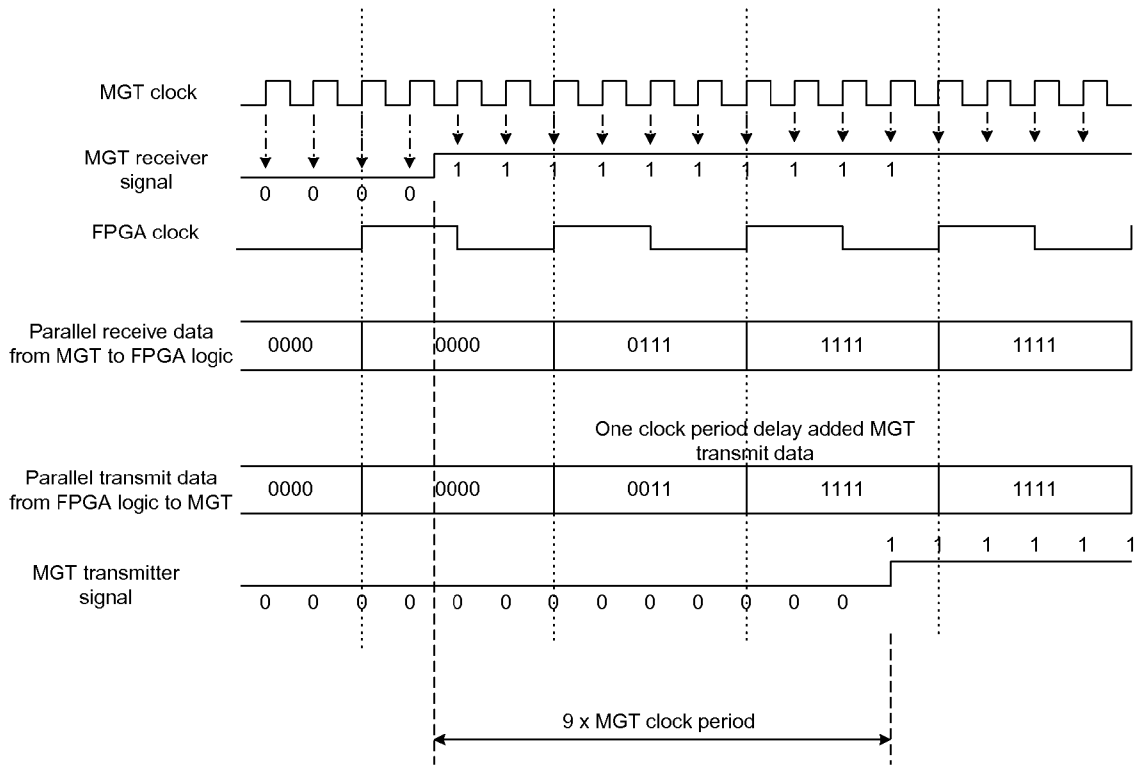 MGT clock
MGT receiver
signal
1 1 1 1 1 1 1 1 1 1
0 0 0 0
FPGA clock
Parallel receive data
from MGT to FPGA logic
0000 0000 0111 1111 1111
One clock period delay added MGT
transmit data
Parallel transmit data
from FPGA logic to MGT
0000 0000 0011 1111 1111
1 1 1 1 1 1
MGT transmitter
signal
0 0 0 0 0 0 0 0 0 0 0 0 0
9 x MGT clock period